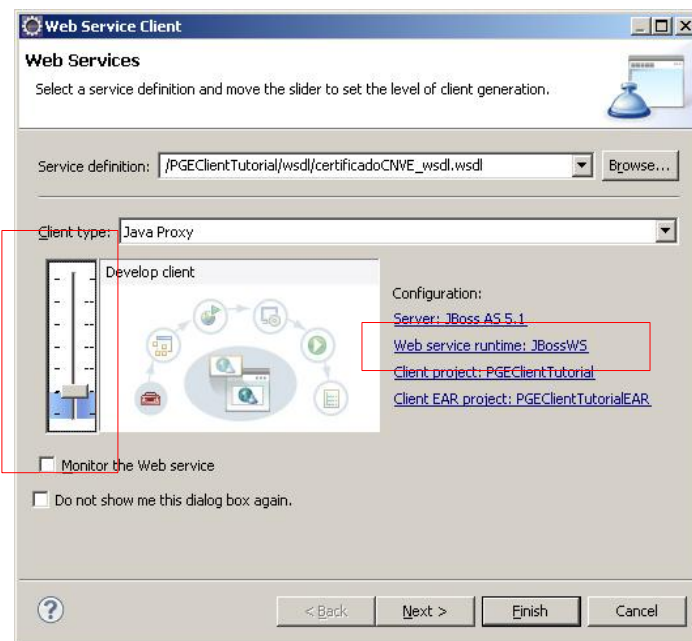 Web Service Client
Web Services
Select a service definition and move the slider to set the level of client generation.
Service definition: /PGEClientTutorial/wsdl/certificadoCNVE_wsdl.wsdl Browse...
Client type: Java Proxy
Develop client
Configuration:
Server: JBoss AS 5.1
Web service runtime: JBossWS
Client project: PGEClientTutorial
Client EAR project: PGEClientTutorialEAR
Monitor the Web service
Do not show me this dialog box again.
< Back Next > Finish Cancel